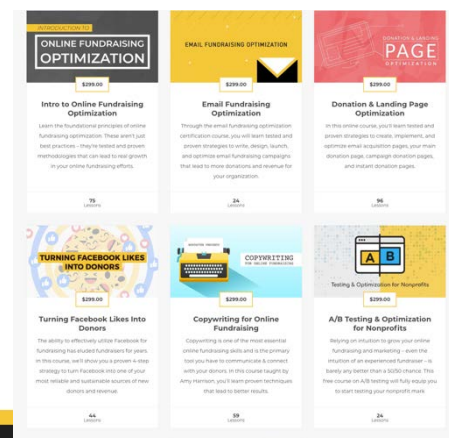 INTRODUCTION TO
ONLINE FUNDRAISING
OPTIMIZATION
$299.00
Intro to Online Fundraising
Optimization
Learn the foundational principles of online
fundraising optimization. These aren't just
best practices - they're tested and proven
methodologies that can lead to real growth
in your online fundraising efforts.
75
Lessons
EMAIL FUNDRAISING OPTIMIZATION
$299.00
Email Fundraising
Optimization
Through the email fundraising optimization
certification course, you will learn tested and
proven strategies to write, design, launch,
and optimize email fundraising campaigns
that lead to more donations and revenue for
your organization.
24
Lessons
DONATION & LANDING
PAGE
OPTIMIZATION
$299.00
Donation & Landing Page
Optimization
In this online course, you'll learn tested and
proven strategies to create, implement, and
optimize email acquisition pages, your main
donation page, campaign donation pages,
and instant donation pages.
96
Lessons
TURNING FACEBOOK LIKES
INTO DONORS
$299.00
Turning Facebook Likes Into
Donors
The ability to effectively utilize Facebook for
fundraising has eluded fundraisers for years.
In this course, we'll show you a proven 4-step
strategy to turn Facebook into one of your
most reliable and sustainable sources of new
donors and revenue.
44
Lessons
COPYWRITING
FOR ONLINE FUNDRAISING
$299.00
Copywriting for Online
Fundraising
Copywriting is one of the most essential
online fundraising skills and is the primary
tool you have to communicate & connect
with your donors. In this course taught by
Amy Harrison, you'll learn proven techniques
that lead to better results.
59
Lessons
A B
Testing & Optimization for Nonprofits
$299.00
A/B Testing & Optimization
for Nonprofits
Relying on intuition to grow your online
fundraising and marketing - even the
intuition of an experienced fundraiser - is
barely any better than a 50/50 chance. This
free course on A/B testing will fully equip you
to start testing your nonprofit mark
24
Lessons